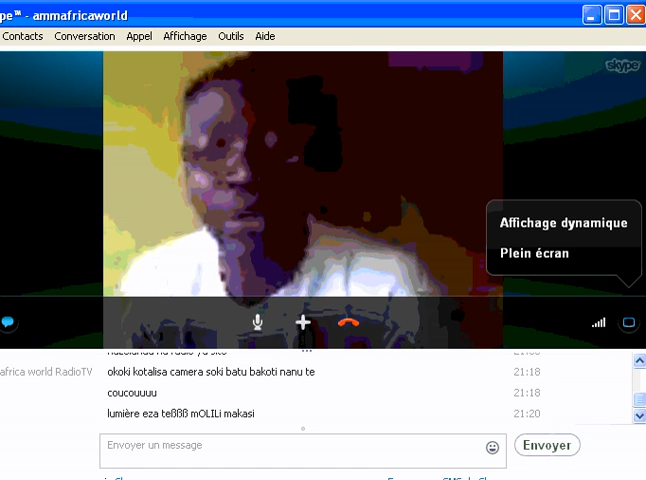 pe™ - ammafricaworld
Contacts Conversation Appel Affichage Outils Aide
skype™
Affichage dynamique
Plein écran
africa world RadioTV
okoki kotalisa camera soki batu bakoti nanu te 21:18
coucouuuu 21:18
lumière eza teßßß mOLILi makasi 21:20
Envoyer un message
Envoyer